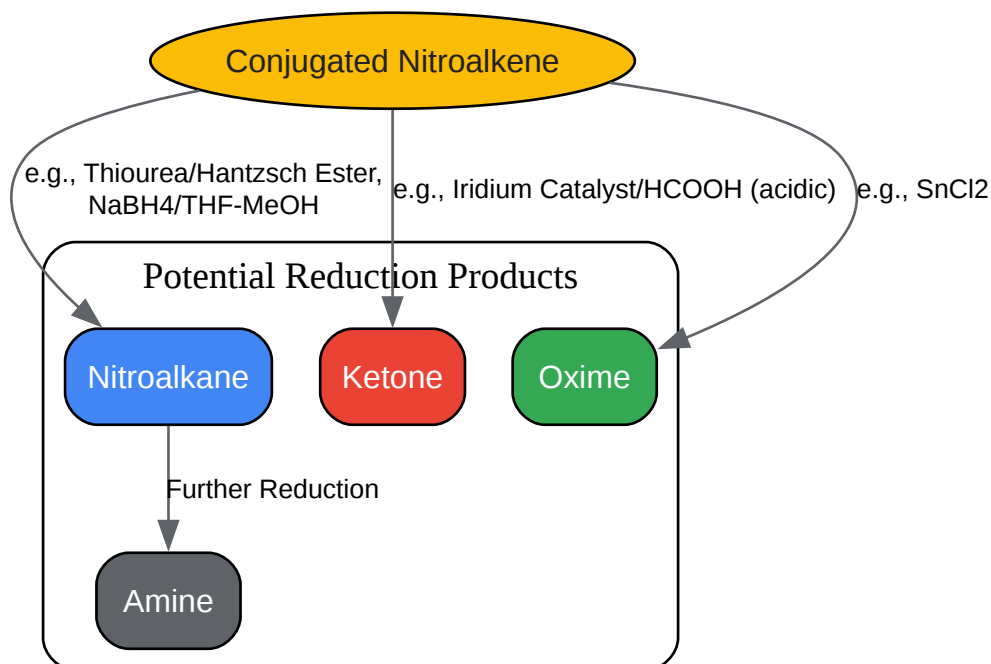 Conjugated Nitroalkene
e.g., Thiourea/Hantzsch Ester,
NaBH4/THF-MeOH
e.g., Iridium Catalyst/HCOOH (acidic)
e.g., SnCl2
Potential Reduction Products
Nitroalkane
Ketone
Oxime
Further Reduction
Amine